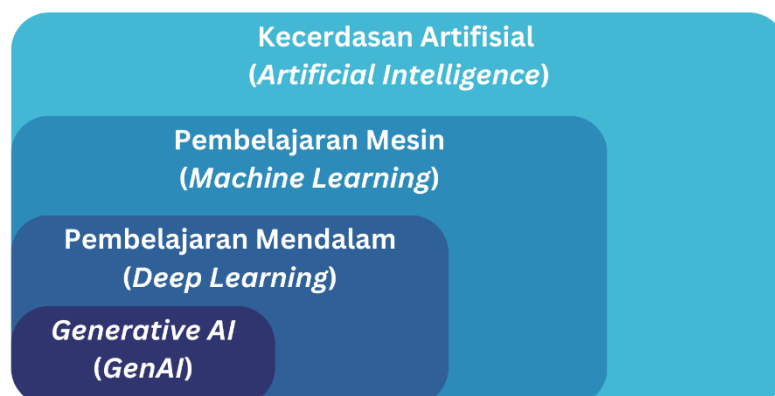 Kecerdasan Artifisial
(Artificial Intelligence)
Pembelajaran Mesin
(Machine Learning)
Pembelajaran Mendalam
(Deep Learning)
Generative AI
(GenAI)